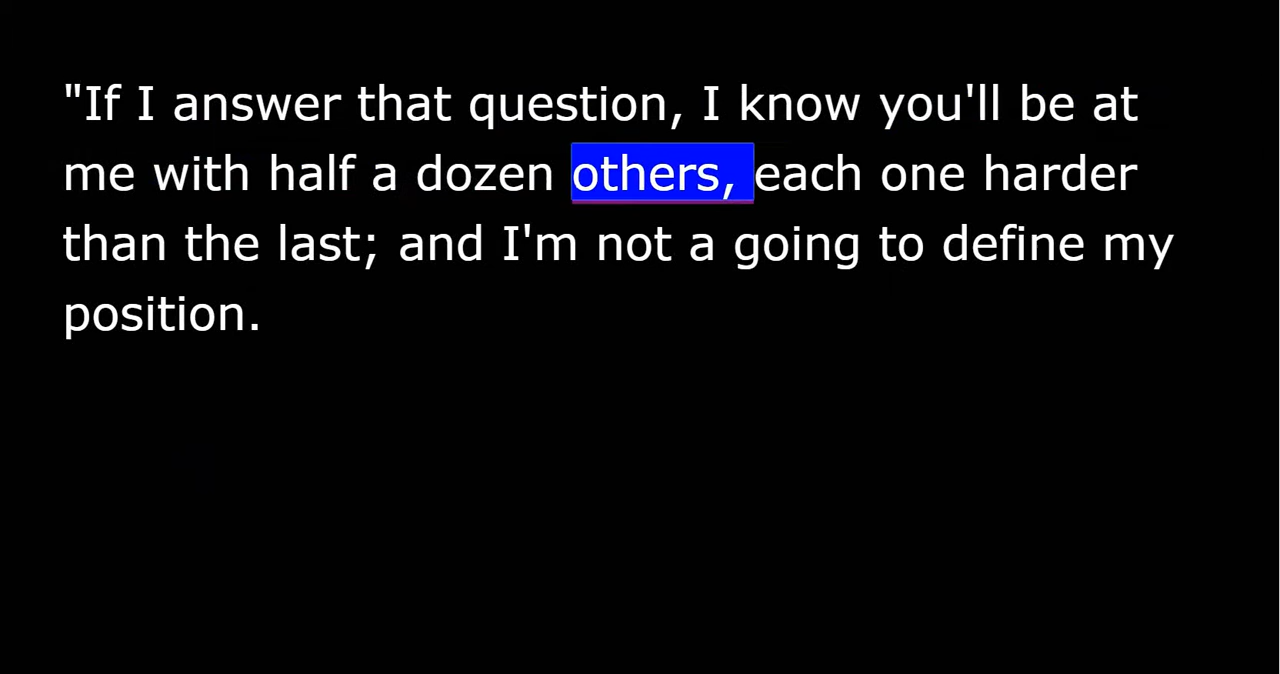 "If I answer that question, I know you'll be at
me with half a dozen others, each one harder
than the last; and I'm not a going to define my
position.